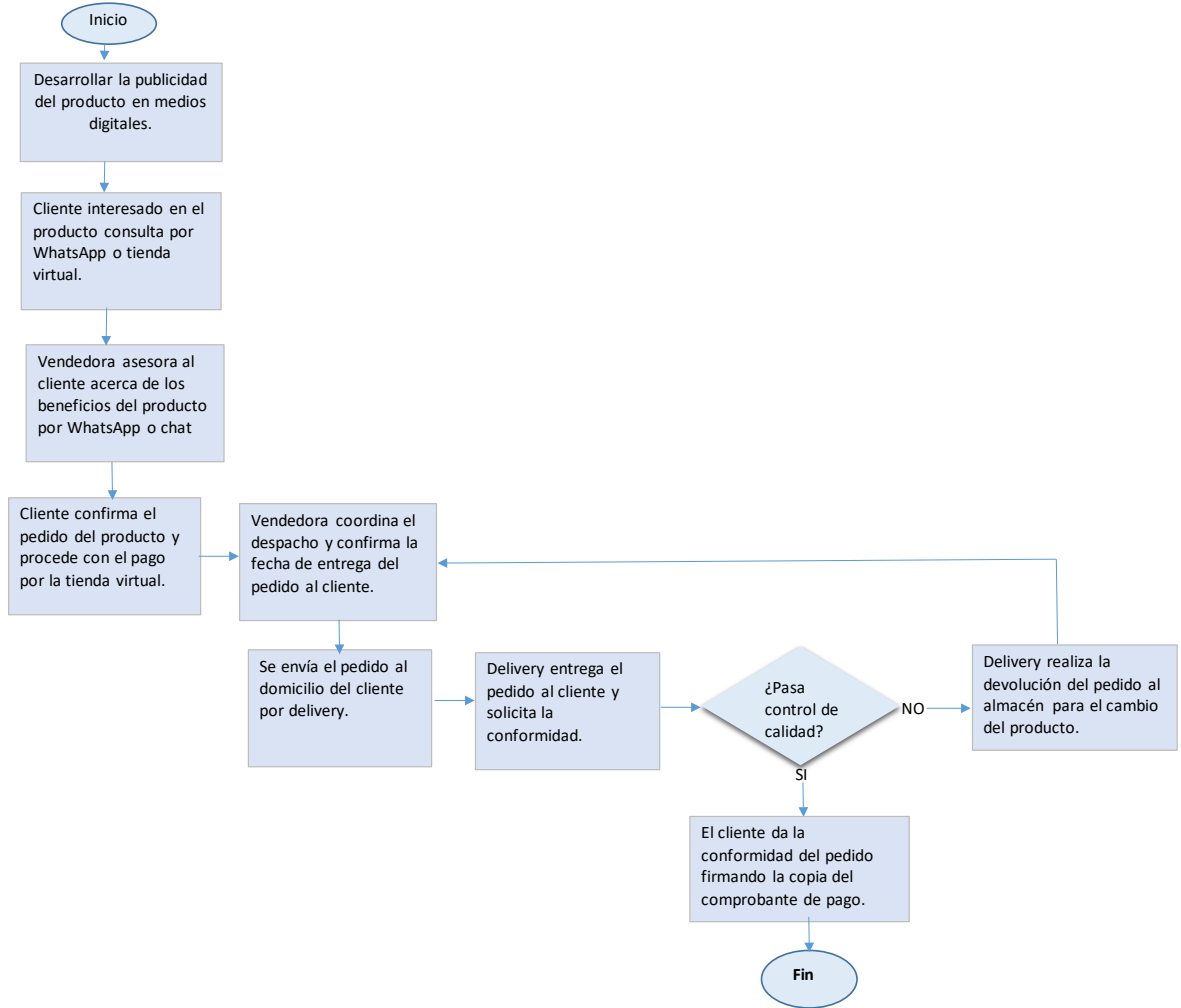 Inicio
Desarrollar la publicidad
del producto en medios
digitales.
Cliente interesado en el
producto consulta por
WhatsApp o tienda
virtual.
Vendedora asesora al
cliente acerca de los
beneficios del producto
por WhatsApp o chat
Cliente confirma el
pedido del producto y
procede con el pago
por la tienda virtual.
Vendedora coordina el
despacho y confirma la
fecha de entrega del
pedido al cliente.
Se envía el pedido al
domicilio del cliente
por delivery.
Delivery entrega el
pedido al cliente y
solicita la
conformidad.
¿Pasa
control de
calidad?
NO
Delivery realiza la
devolución del pedido al
almacén para el cambio
del producto.
SI
El cliente da la
conformidad del pedido
firmando la copia del
comprobante de pago.
Fin